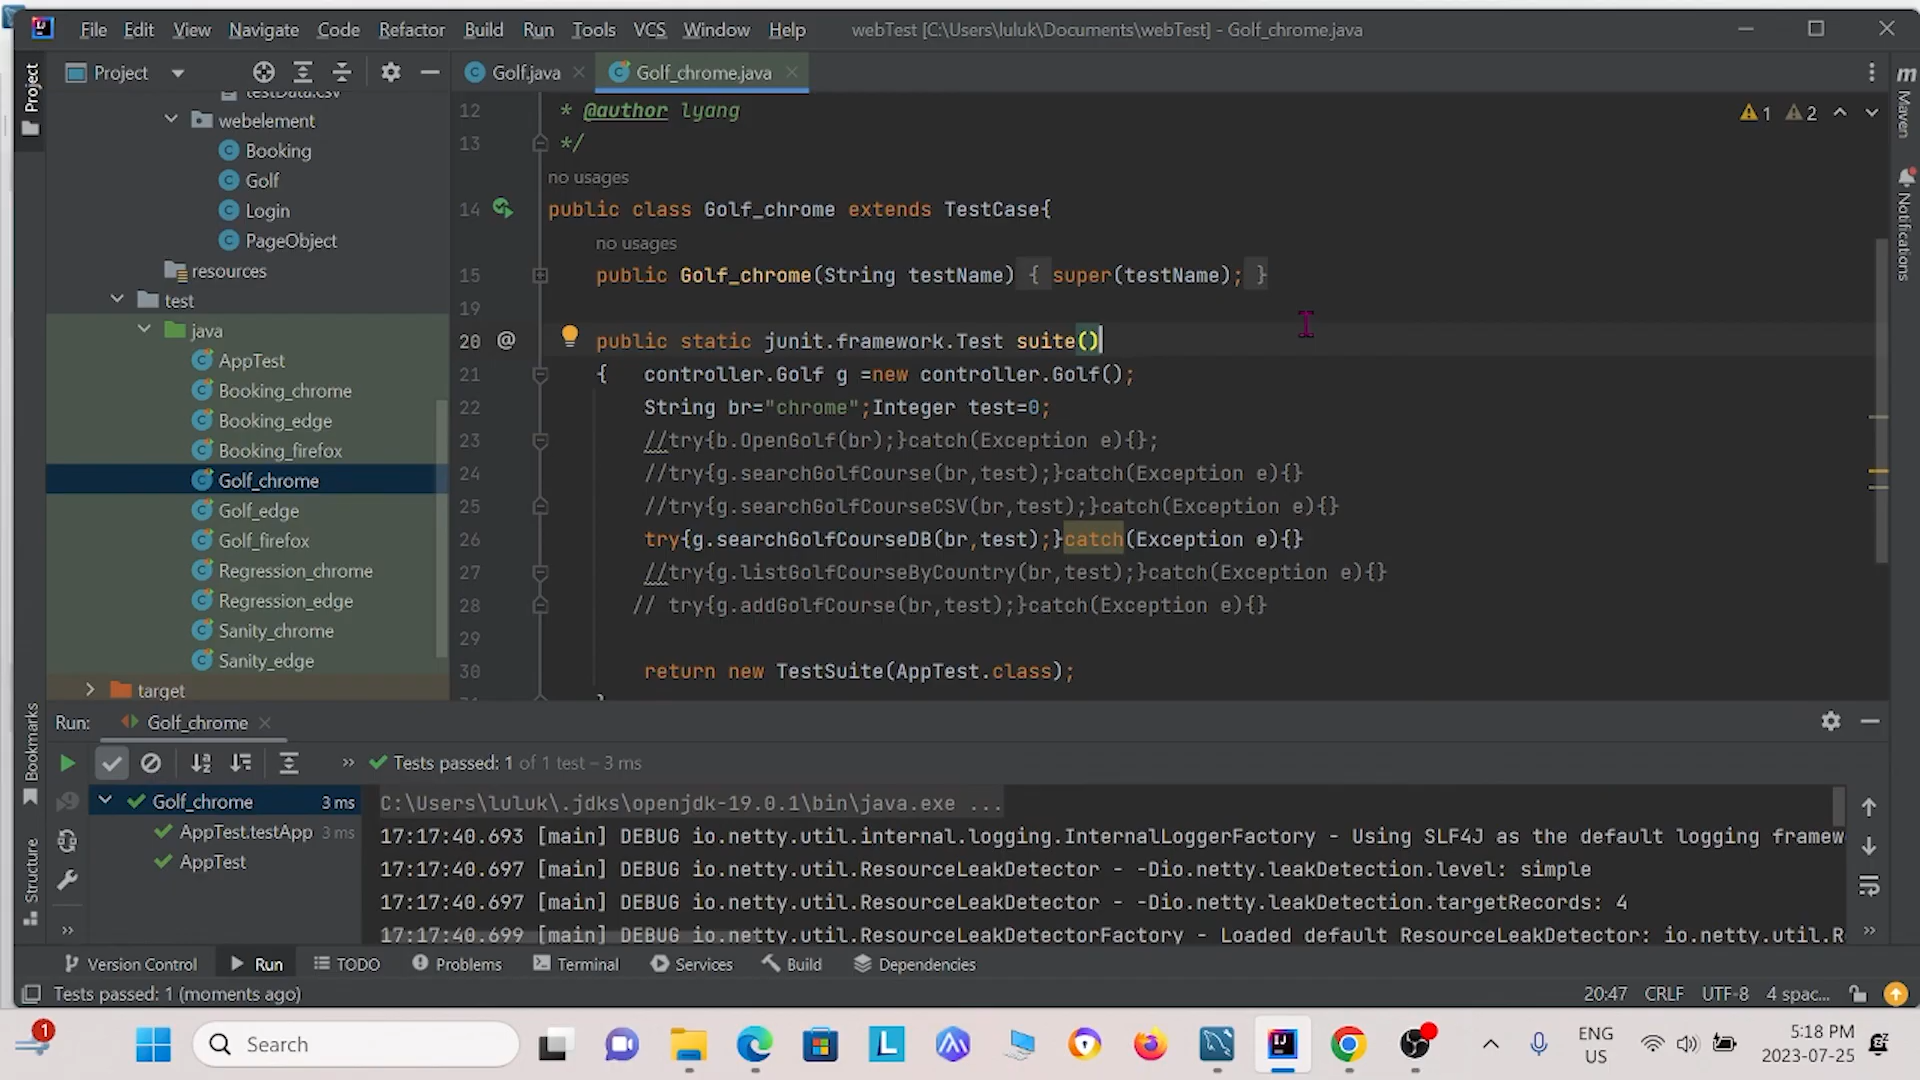 File Edit View Navigate Code Refactor Build Run Tools VCS Window Help webTest [C:\Users\luluk\Documents\webTest] - Golf_chrome.java
Project
Golf.java
Golf_chrome.java
Project
Maven
Notifications
Bookmarks
Structure
testData.csv
webelement
Booking
Golf
Login
PageObject
resources
test
java
AppTest
Booking_chrome
Booking_edge
Booking_firefox
Golf_chrome
Golf_edge
Golf_firefox
Regression_chrome
Regression_edge
Sanity_chrome
Sanity_edge
target
1 2
12 * @author lyang
13 */
no usages
14 public class Golf_chrome extends TestCase{
no usages
15 public Golf_chrome(String testName) { super(testName); }
19
20 @ public static junit.framework.Test suite()
21 { controller.Golf g =new controller.Golf();
22 String br="chrome";Integer test=0;
23 //try{b.OpenGolf(br);}catch(Exception e){};
24 //try{g.searchGolfCourse(br,test);}catch(Exception e){}
25 //try{g.searchGolfCourseCSV(br,test);}catch(Exception e){}
26 try{g.searchGolfCourseDB(br,test);}catch(Exception e){}
27 //try{g.listGolfCourseByCountry(br,test);}catch(Exception e){}
28 // try{g.addGolfCourse(br,test);}catch(Exception e){}
29
30 return new TestSuite(AppTest.class);
Run: Golf_chrome
Tests passed: 1 of 1 test – 3 ms
Golf_chrome 3 ms
AppTest.testApp 3 ms
AppTest
C:\Users\luluk\.jdks\openjdk-19.0.1\bin\java.exe ...
17:17:40.693 [main] DEBUG io.netty.util.internal.logging.InternalLoggerFactory - Using SLF4J as the default logging framew
17:17:40.697 [main] DEBUG io.netty.util.ResourceLeakDetector - -Dio.netty.leakDetection.level: simple
17:17:40.697 [main] DEBUG io.netty.util.ResourceLeakDetector - -Dio.netty.leakDetection.targetRecords: 4
17:17:40.699 [main] DEBUG io.netty.util.ResourceLeakDetectorFactory - Loaded default ResourceLeakDetector: io.netty.util.R
Version Control Run TODO Problems Terminal Services Build Dependencies
Tests passed: 1 (moments ago) 20:47 CRLF UTF-8 4 spac...
1
Search
ENG
US
5:18 PM
2023-07-25